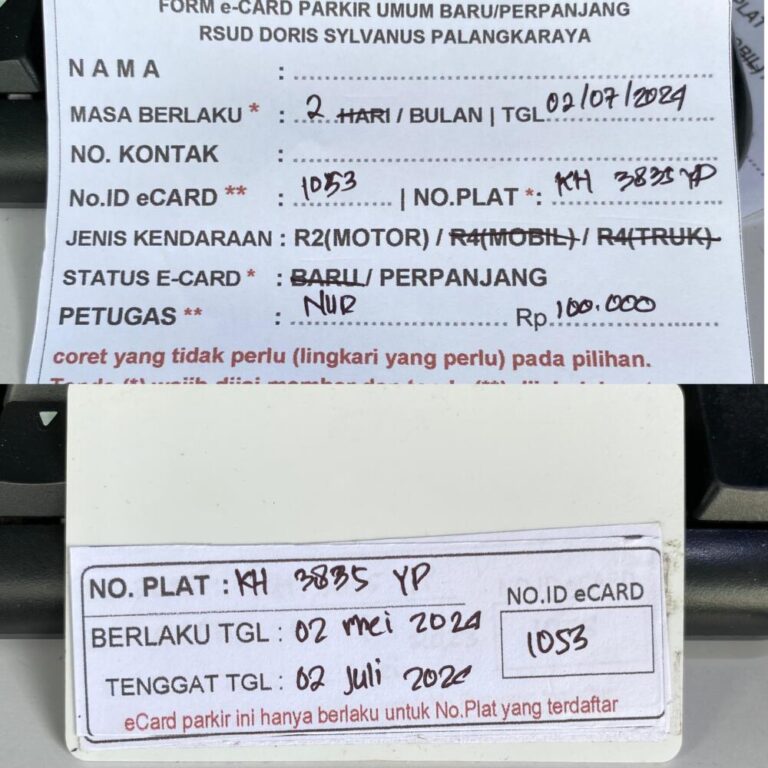 FORM e-CARD PARKIR UMUM BARU/PERPANJANG
RSUD DORIS SYLVANUS PALANGKARAYA
NAMA :
MASA BERLAKU * : 2 HARI / BULAN | TGL 02/07/2024
NO. KONTAK :
No.ID eCARD ** : 1053 | NO.PLAT *: KH 3835 YP
JENIS KENDARAAN : R2(MOTOR) / R4(MOBIL) / R4(TRUK)
STATUS E-CARD * : BARU/ PERPANJANG
PETUGAS ** : NUR Rp. 100.000
coret yang tidak perlu (lingkari yang perlu) pada pilihan.
NO. PLAT : KH 3835 YP
NO.ID eCARD
BERLAKU TGL : 02 mei 2024
1053
TENGGAT TGL : 02 Juli 2024
eCard parkir ini hanya berlaku untuk No.Plat yang terdaftar